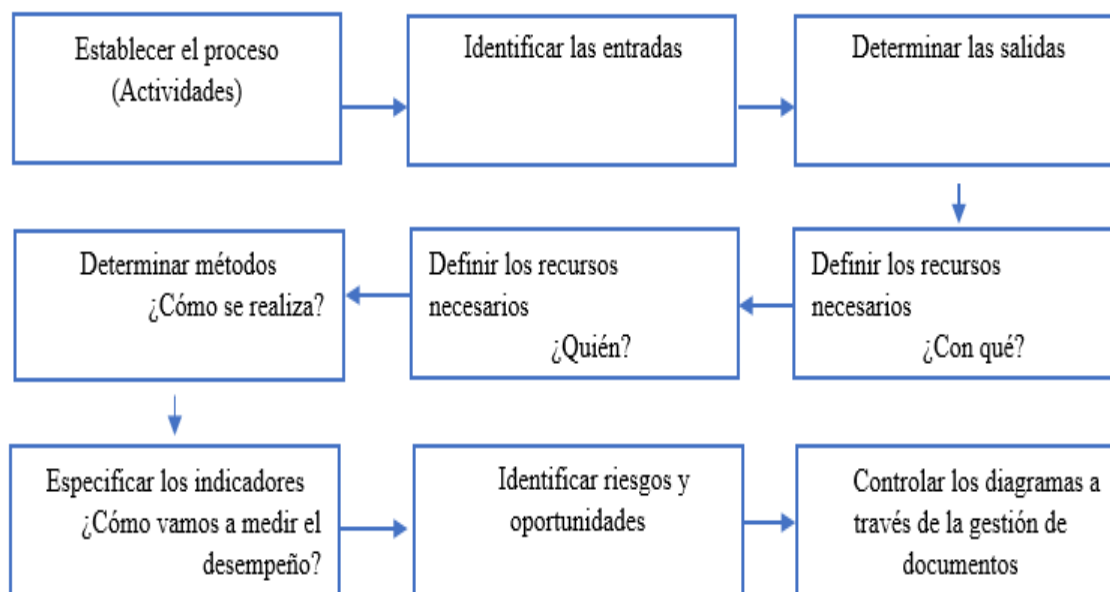 Establecer el proceso
(Actividades)
Identificar las entradas
Determinar las salidas
Definir los recursos
necesarios
¿Con qué?
Definir los recursos
necesarios
¿Quién?
Determinar métodos
¿Cómo se realiza?
Especificar los indicadores
¿Cómo vamos a medir el
desempeño?
Identificar riesgos y
oportunidades
Controlar los diagramas a
través de la gestión de
documentos